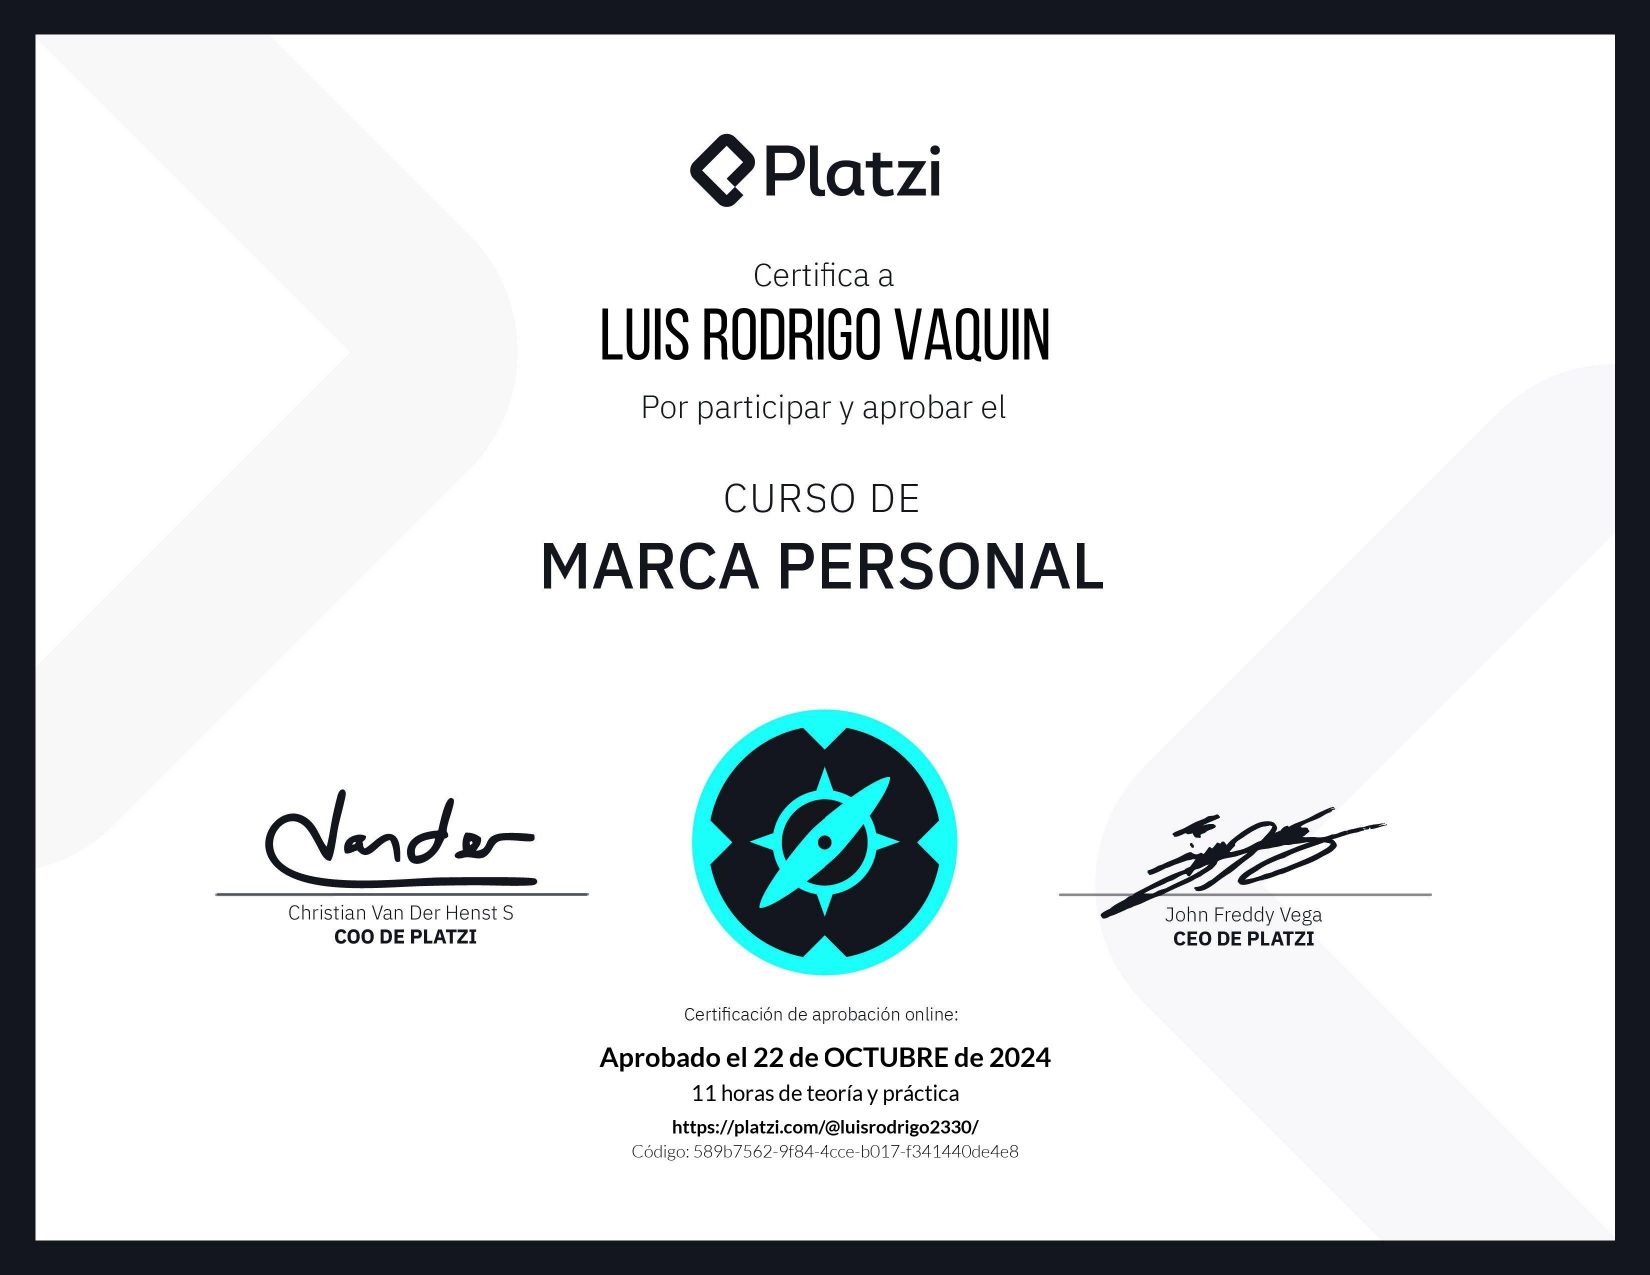 Platzi
Certifica a
LUIS RODRIGO VAQUIN
Por participar y aprobar el
CURSO DE
MARCA PERSONAL
Vander
Christian Van Der Henst S
COO DE PLATZI
John Freddy Vega
CEO DE PLATZI
Certificación de aprobación online:
Aprobado el 22 de OCTUBRE de 2024
11 horas de teoría y práctica
https://platzi.com/@luisrodrigo2330/
Código: 589b7562-9f84-4cce-b017-f341440de4e8